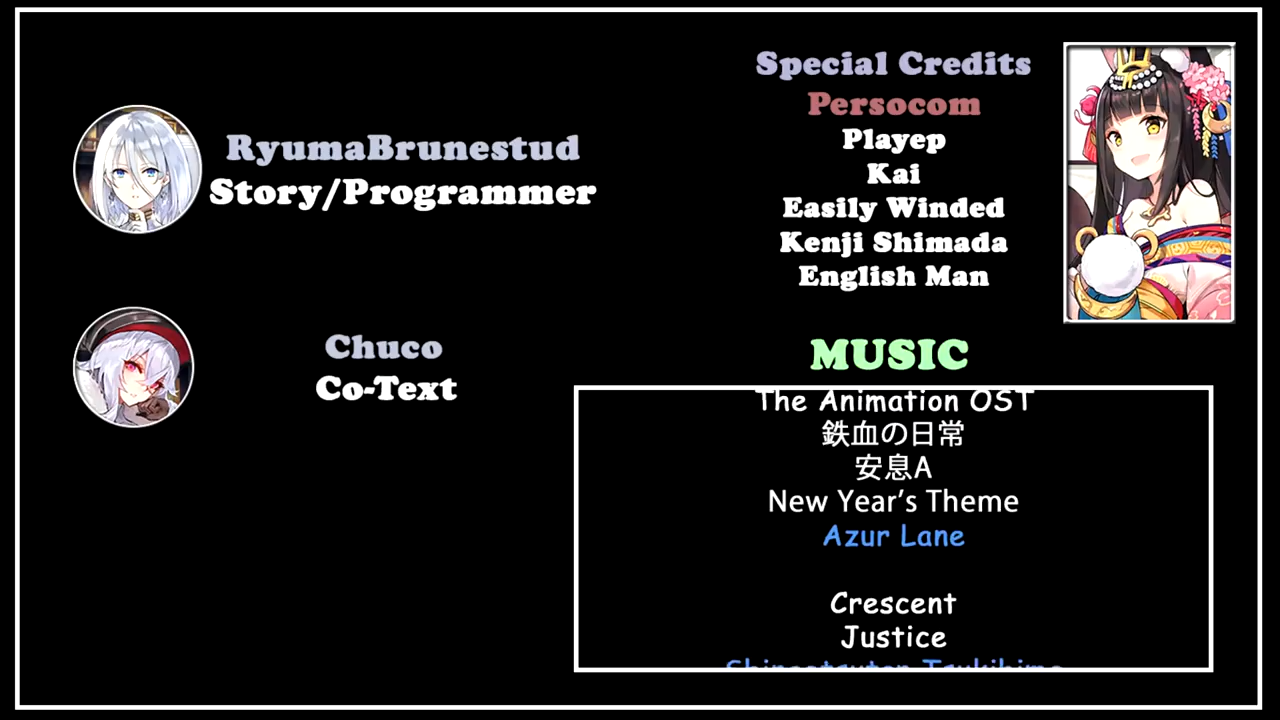 RyumaBrunestud
Story/Programmer
Chuco
Co-Text
Special Credits
Persocom
Playep
Kai
Easily Winded
Kenji Shimada
English Man
MUSIC
The Animation OST
鉄血の日常
安息A
New Year's Theme
Azur Lane
Crescent
Justice